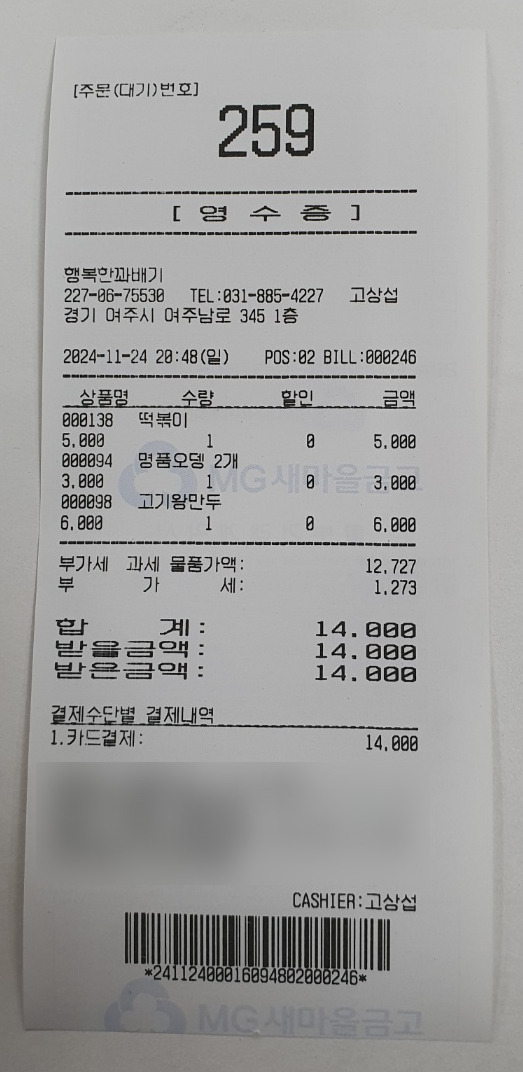 [주문(대기)번호]
259
[ 영 수 증 ]
행복한꽈배기
227-06-75530 TEL:031-885-4227 고상섭
경기 여주시 여주남로 345 1층
2024-11-24 20:48(일) POS:02 BILL:000246
상품명 수량 할인 금액
000138 떡볶이
5,000 1 0 5,000
000094 명품오뎅 2개
3,000 1 0 3,000
000098 고기왕만두
6,000 1 0 6,000
부가세 과세 물품가액: 12,727
부 가 세: 1,273
합 계: 14,000
받을금액: 14,000
받은금액: 14,000
결제수단별 결제내역
1.카드결제: 14,000
CASHIER:고상섭
*24112400016094802000246*
MG새마을금고
MG새마을금고